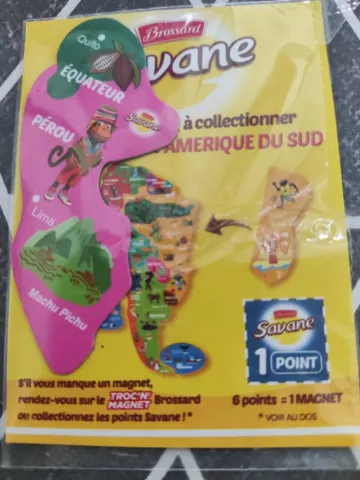 Brossard
Savane
Quito
ÉQUATEUR
Savane
à collectionner
PÉROU
AMERIQUE DU SUD
Lima
Machu Pichu
Savane
1 POINT
S'il vous manque un magnet,
rendez-vous sur le TROC'N' MAGNET Brossard
ou collectionnez les points Savane ! *
6 points = 1 MAGNET
* VOIR AU DOS